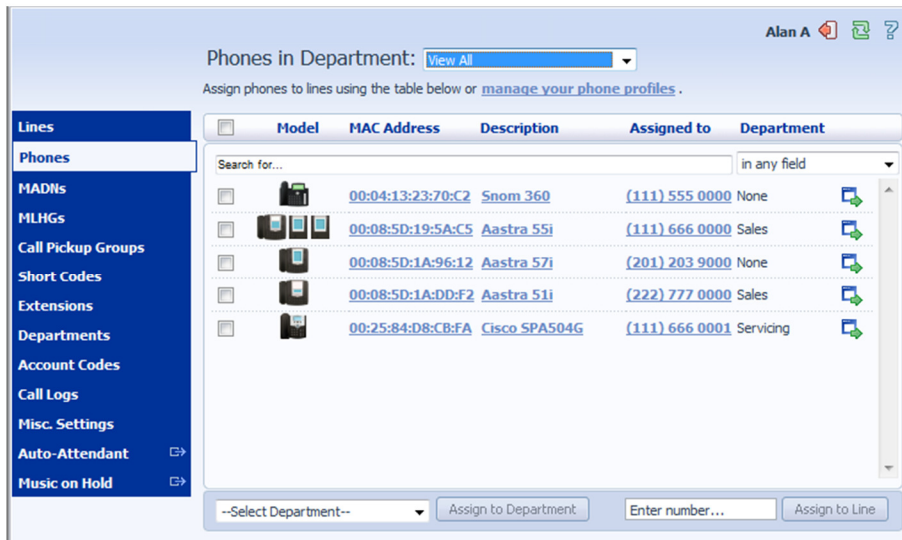 Alan A
Phones in Department: View All
Assign phones to lines using the table below or manage your phone profiles .
Lines
Phones
MADNs
MLHGs
Call Pickup Groups
Short Codes
Extensions
Departments
Account Codes
Call Logs
Misc. Settings
Auto-Attendant
Music on Hold
Model MAC Address Description Assigned to Department
Search for... in any field
00:04:13:23:70:C2 Snom 360 (111) 555 0000 None
00:08:5D:19:5A:C5 Aastra 55i (111) 666 0000 Sales
00:08:5D:1A:96:12 Aastra 57i (201) 203 9000 None
00:08:5D:1A:DD:F2 Aastra 51i (222) 777 0000 Sales
00:25:84:D8:CB:FA Cisco SPA504G (111) 666 0001 Servicing
--Select Department-- Assign to Department Enter number... Assign to Line